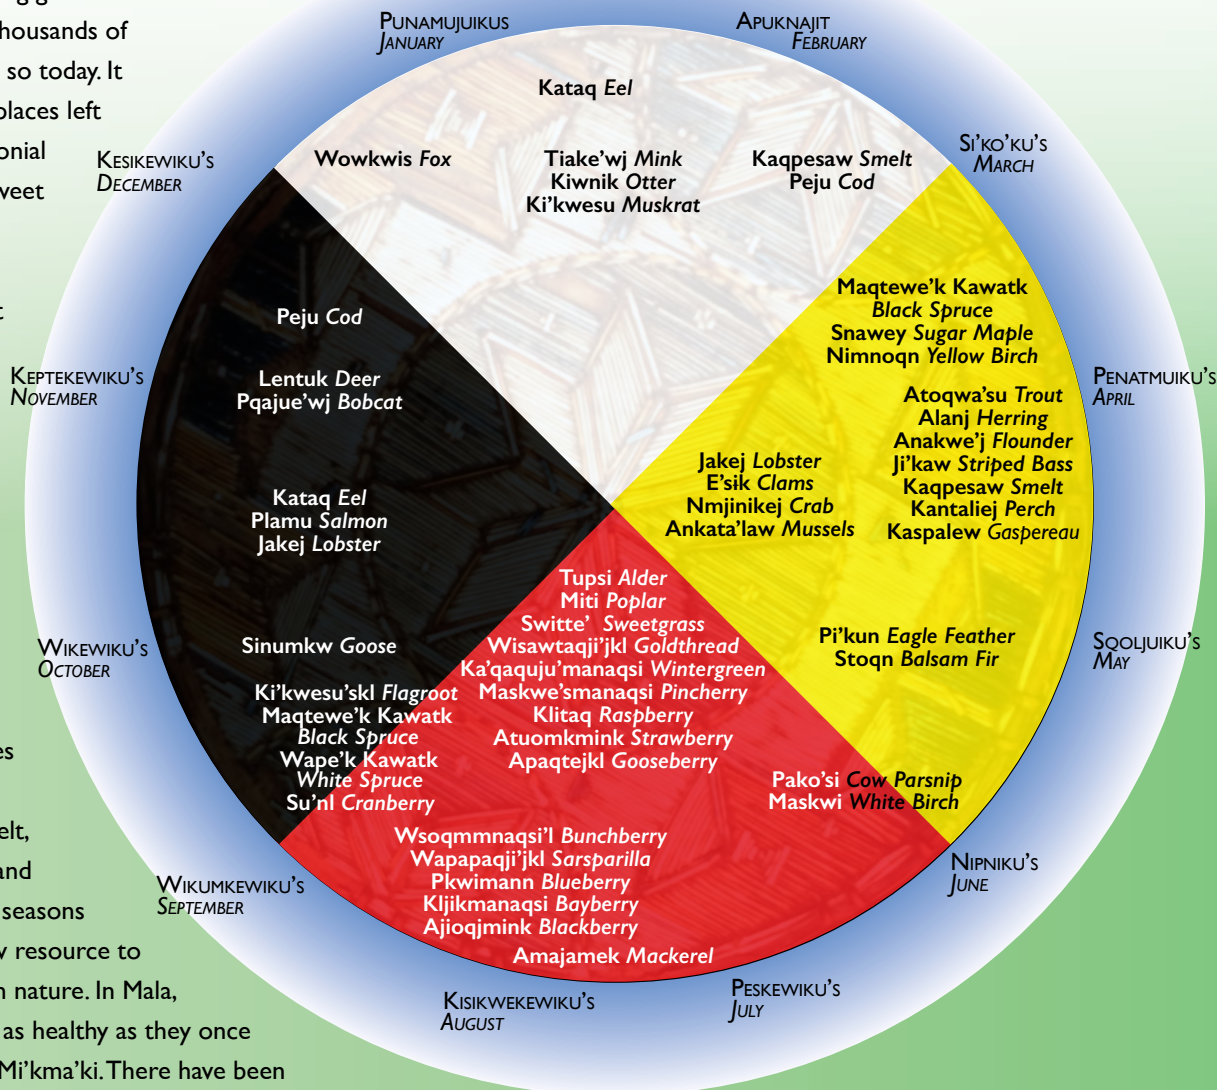 housands of
so today. It
places left
onial
weet
t
es
elt,
and
seasons
resource to
n nature. In Mala,
as healthy as they once
Mi’kma’ki. There have been
Punamujuikus
January
Apuknajit
February
Si’ko’ku’s
March
Penatmuiku’s
April
Sqoljuiku’s
May
Nipniku’s
June
Peskewiku’s
July
Kisikwekewiku’s
August
Wikumkewiku’s
September
Wikewiku’s
October
Keptekewiku’s
November
Kesikewiku’s
December
Kataq Eel
Wowkwis Fox
Tiake’wj Mink
Kiwnik Otter
Ki’kwesu Muskrat
Kaqpesaw Smelt
Peju Cod
Maqtewe’k Kawatk
Black Spruce
Snawey Sugar Maple
Nimnoqn Yellow Birch
Atoqwa’su Trout
Alanj Herring
Anakwe’j Flounder
Ji’kaw Striped Bass
Kaqpesaw Smelt
Kantaliej Perch
Kaspalew Gaspereau
Jakej Lobster
E’sɨk Clams
Nmjinikej Crab
Ankata’law Mussels
Pi’kun Eagle Feather
Stoqn Balsam Fir
Pako’si Cow Parsnip
Maskwi White Birch
Tupsi Alder
Miti Poplar
Switte’ Sweetgrass
Wisawtaqji’jkl Goldthread
Ka’qaquju’manaqsi Wintergreen
Maskwe’smanaqsi Pincherry
Klitaq Raspberry
Atuomkmink Strawberry
Apaqtejkl Gooseberry
Wsoqmmnaqsi’l Bunchberry
Wapapaqji’jkl Sarsparilla
Pkwimann Blueberry
Kljikmanaqsi Bayberry
Ajioqjmink Blackberry
Amajamek Mackerel
Peju Cod
Lentuk Deer
Pqajue’wj Bobcat
Kataq Eel
Plamu Salmon
Jakej Lobster
Sinumkw Goose
Ki’kwesu’skl Flagroot
Maqtewe’k Kawatk
Black Spruce
Wape’k Kawatk
White Spruce
Su’nl Cranberry